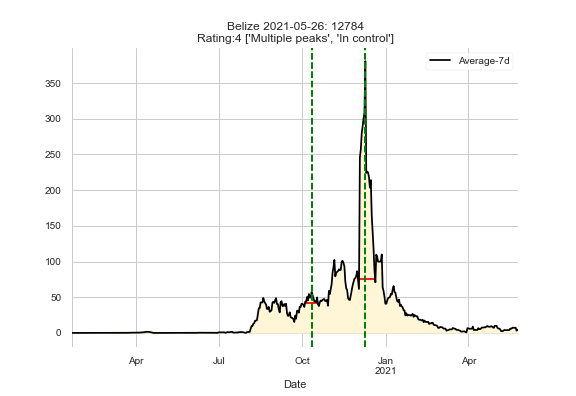 Belize 2021-05-26: 12784
Rating:4 ['Multiple peaks', 'In control']
Average-7d
350
300
250
200
150
100
50
0
Apr Jul Oct Jan Apr
2021
Date